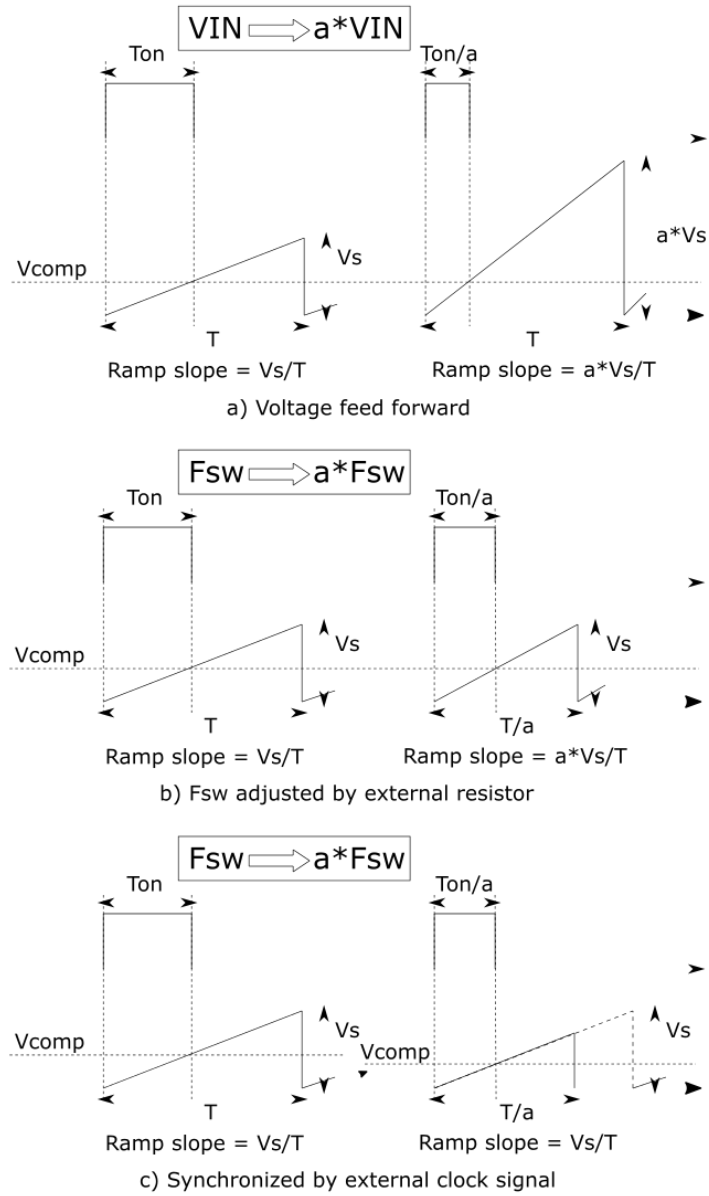 VIN a*VIN
Ton Ton/a
a*Vs
Vs
Vcomp
T T
Ramp slope = Vs/T Ramp slope = a*Vs/T
a) Voltage feed forward
Fsw a*Fsw
Ton Ton/a
Vs Vs
Vcomp
T T/a
Ramp slope = Vs/T Ramp slope = a*Vs/T
b) Fsw adjusted by external resistor
Fsw a*Fsw
Ton Ton/a
Vs Vs
Vcomp Vcomp
T T/a
Ramp slope = Vs/T Ramp slope = Vs/T
c) Synchronized by external clock signal